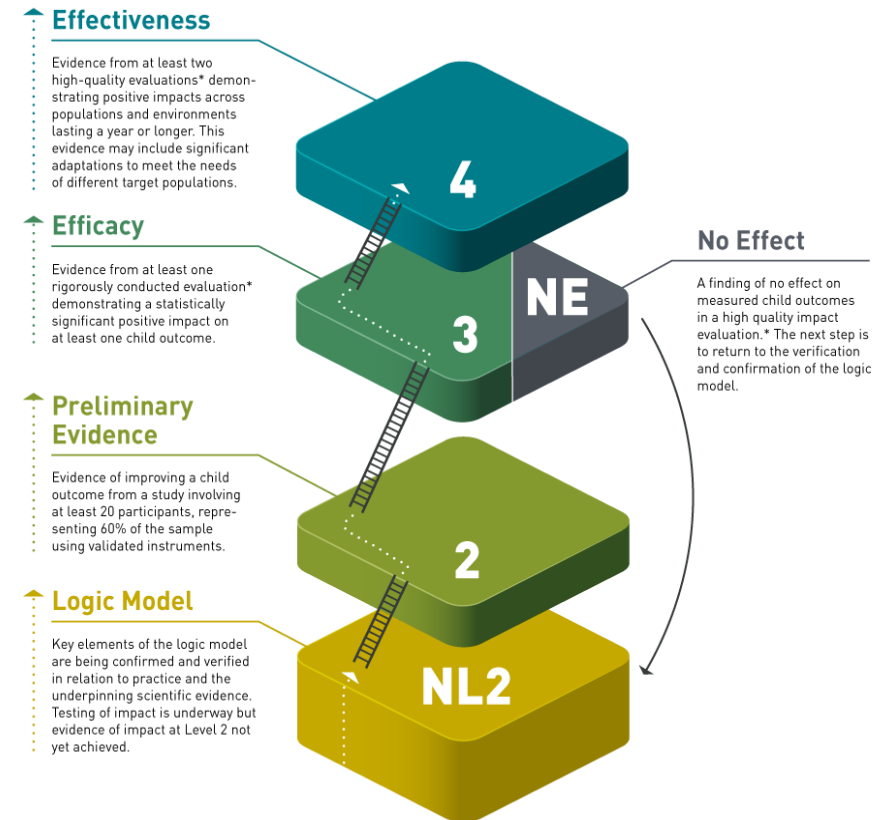 Effectiveness
Evidence from at least two
high-quality evaluations* demon-
strating positive impacts across
populations and environments
lasting a year or longer. This
evidence may include significant
adaptations to meet the needs
of different target populations.
4
Efficacy
Evidence from at least one
rigorously conducted evaluation*
demonstrating a statistically
significant positive impact on
at least one child outcome.
3
NE
No Effect
A finding of no effect on
measured child outcomes
in a high quality impact
evaluation.* The next step is
to return to the verification
and confirmation of the logic
model.
Preliminary
Evidence
Evidence of improving a child
outcome from a study involving
at least 20 participants, repre-
senting 60% of the sample
using validated instruments.
2
Logic Model
Key elements of the logic model
are being confirmed and verified
in relation to practice and the
underpinning scientific evidence.
Testing of impact is underway but
evidence of impact at Level 2 not
yet achieved.
NL2